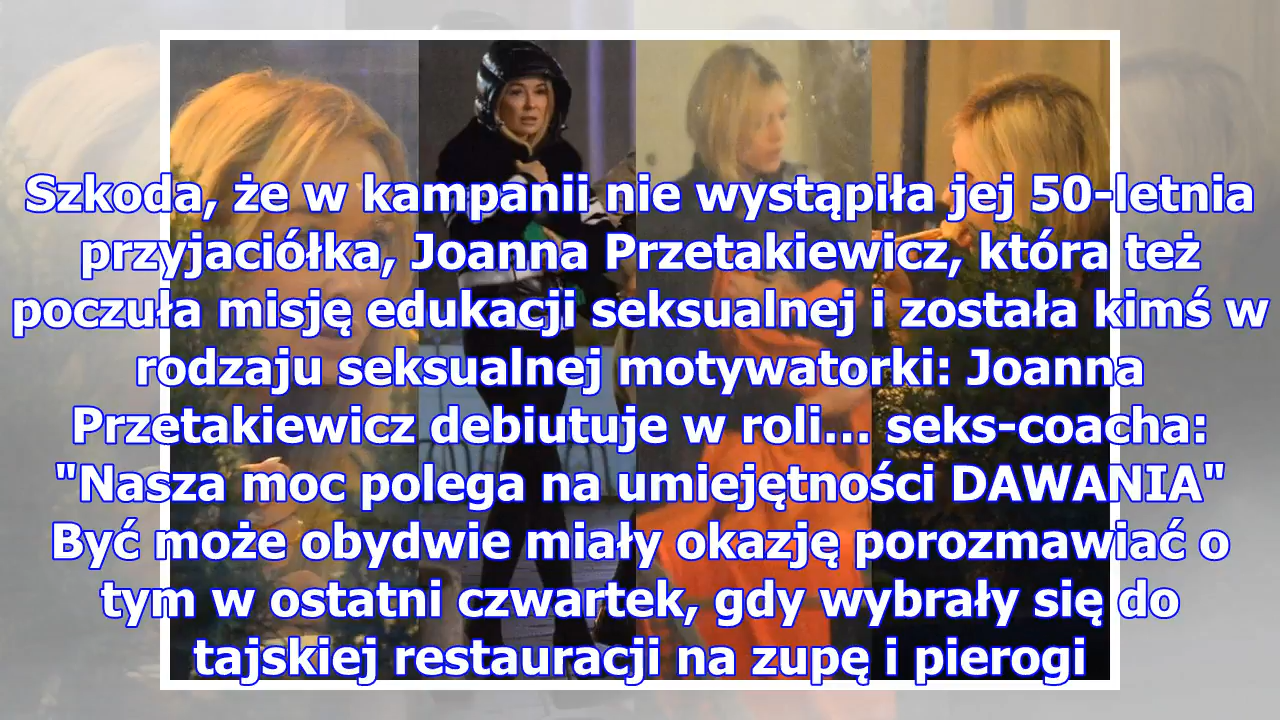 Szkoda, że w kampanii nie wystąpiła jej 50-letnia
przyjaciółka, Joanna Przetakiewicz, która też
poczuła misję edukacji seksualnej i została kimś w
rodzaju seksualnej motywatorki: Joanna
Przetakiewicz debiutuje w roli... seks-coacha:
"Nasza moc polega na umiejętności DAWANIA"
Być może obydwie miały okazję porozmawiać o
tym w ostatni czwartek, gdy wybrały się do
tajskiej restauracji na zupę i pierogi